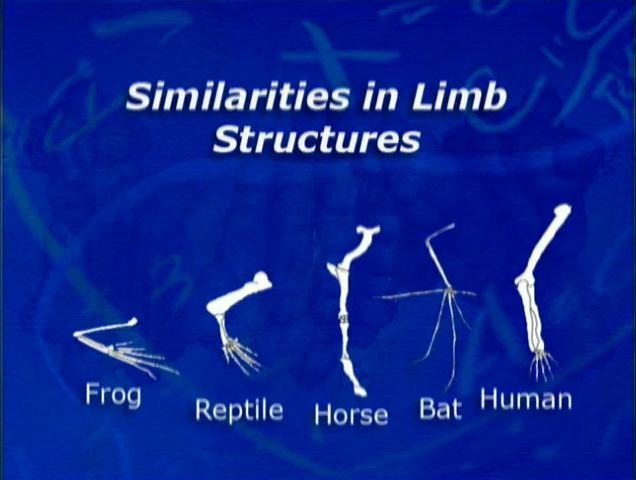 Similarities in Limb
Structures
Frog
Reptile
Horse
Bat
Human